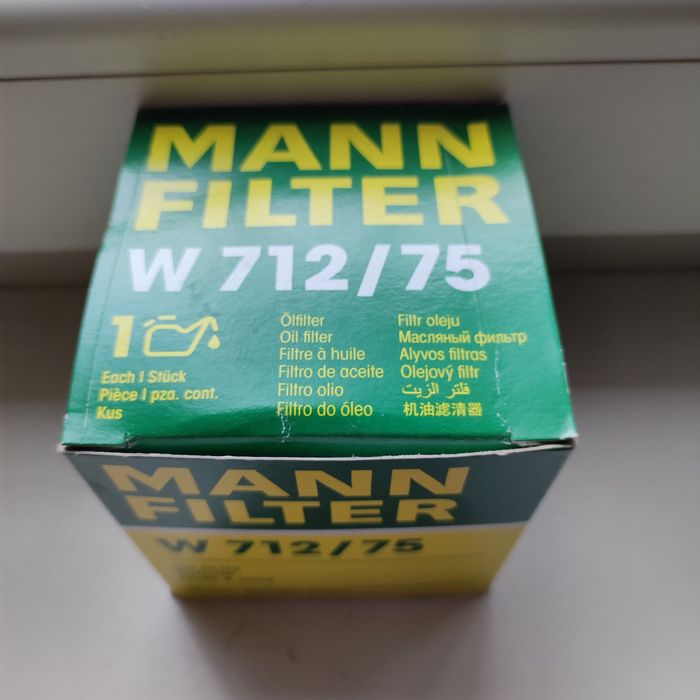 MANN
FILTER
W 712/75
1
Each 1 Stück
Pièce 1 pza. cont.
Kus
Ölfilter
Oil filter
Filtre à huile
Filtro de aceite
Filtro olio
Filtro do óleo
Filtr oleju
Масляный фильтр
Alyvos filtras
Olejový filtr
فلتر الزيت
机油滤清器
MANN
FILTER
W 712/75